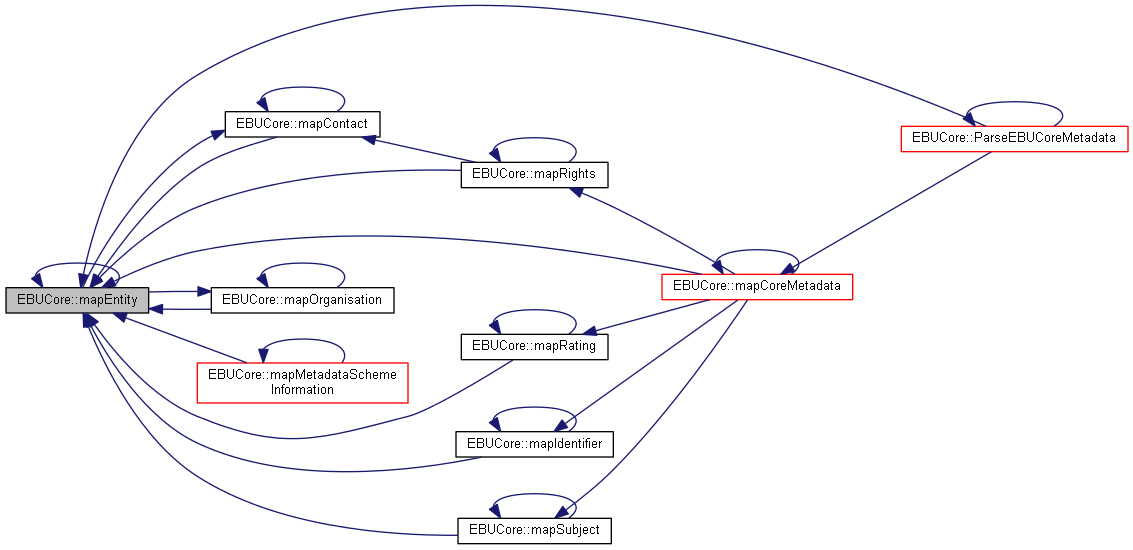 EBUCore::mapContact
EBUCore::ParseEBUCoreMetadata
EBUCore::mapRights
EBUCore::mapCoreMetadata
EBUCore::mapEntity
EBUCore::mapOrganisation
EBUCore::mapRating
EBUCore::mapMetadataScheme
Information
EBUCore::mapIdentifier
EBUCore::mapSubject